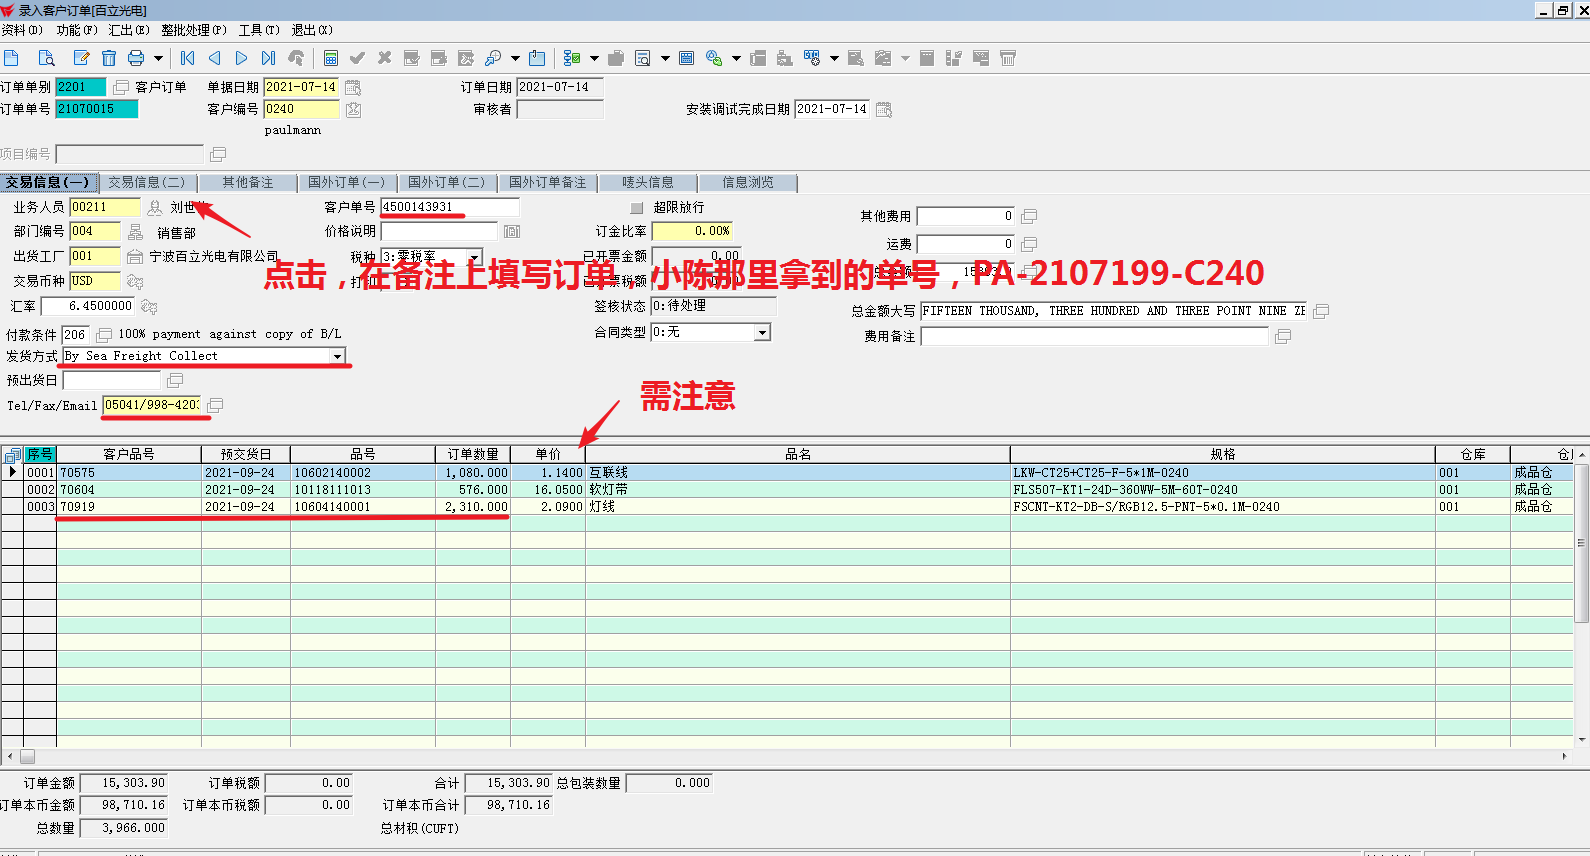 录入客户订单[百立光电]
资料(O) 功能(F) 汇出(E) 整批处理(P) 工具(T) 退出(X)
订单单别 2201 客户订单 单据日期 2021-07-14 订单日期 2021-07-14
订单单号 21070015 客户编号 0240 审核者 安装调试完成日期 2021-07-14
paulmann
项目编号
交易信息(一) 交易信息(二) 其他备注 国外订单(一) 国外订单(二) 国外订单备注 唛头信息 信息浏览
业务人员 00211 刘世 客户单号 4500143931 超限放行 其他费用 0
部门编号 004 销售部 价格说明 订金比率 0.00% 运费 0
出货工厂 001 宁波百立光电有限公司 税种 3:零税率 已开票金额 0.00
点击，在备注上填写订单，小陈那里拿到的单号，PA-2107199-C240
交易币种 USD
汇率 6.4500000 签核状态 0:待处理 总金额大写 FIFTEEN THOUSAND, THREE HUNDRED AND THREE POINT NINE ZE
付款条件 206 100% payment against copy of B/L 合同类型 0:无 费用备注
发货方式 By Sea Freight Collect
预出货日
Tel/Fax/Email 05041/998-420
需注意
序号 客户品号 预交货日 品号 订单数量 单价 品名 规格 仓库
0001 70575 2021-09-24 10602140002 1,080.000 1.1400 互联线 LKW-CT25+CT25-F-5*1M-0240 001 成品仓
0002 70604 2021-09-24 10118111013 576.000 16.0500 软灯带 FLS507-KT1-24D-360WW-5M-60T-0240 001 成品仓
0003 70919 2021-09-24 10604140001 2,310.000 2.0900 灯线 FSCNT-KT2-DB-S/RGB12.5-PNT-5*0.1M-0240 001 成品仓
订单金额 15,303.90 订单税额 0.00 合计 15,303.90 总包装数量 0.000
订单本币金额 98,710.16 订单本币税额 0.00 订单本币合计 98,710.16
总数量 3,966.000 总材积(CUFT)